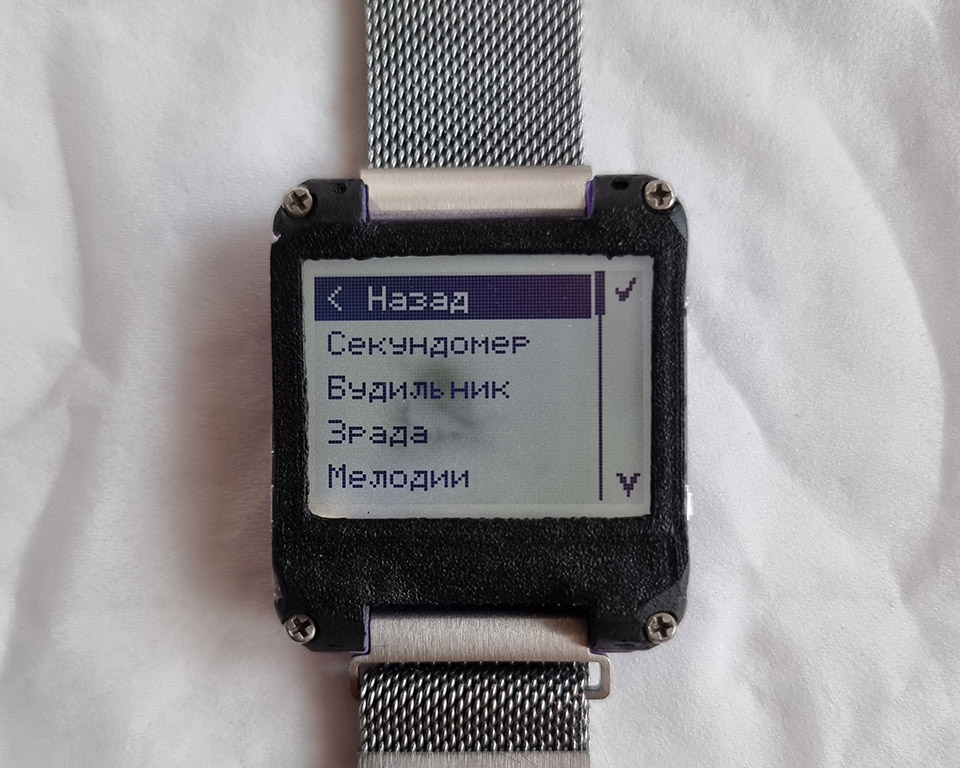 < Назад
Секундомер
Будильник
Зрада
Мелодии